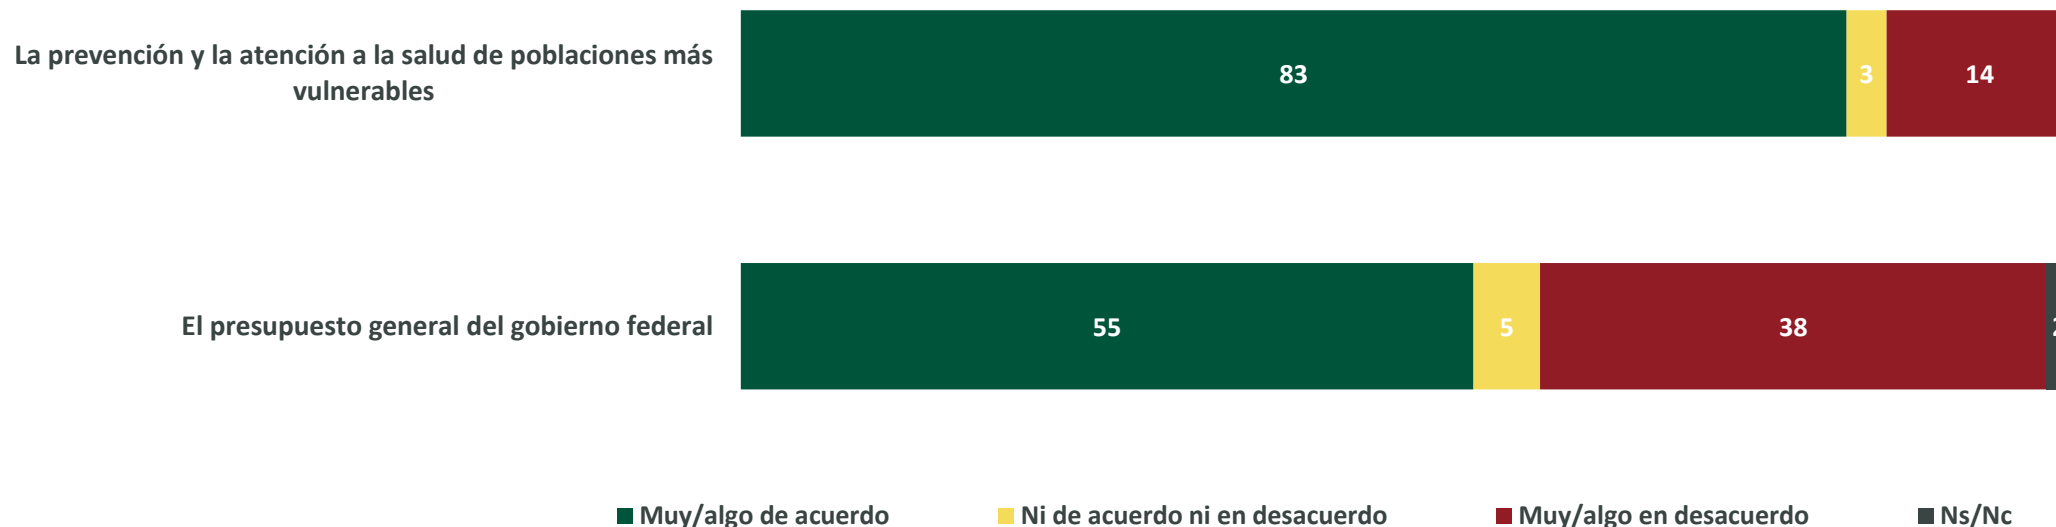 La prevención y la atención a la salud de poblaciones más
vulnerables
83
3
14
El presupuesto general del gobierno federal
55
5
38
2
Muy/algo de acuerdo
Ni de acuerdo ni en desacuerdo
Muy/algo en desacuerdo
Ns/Nc